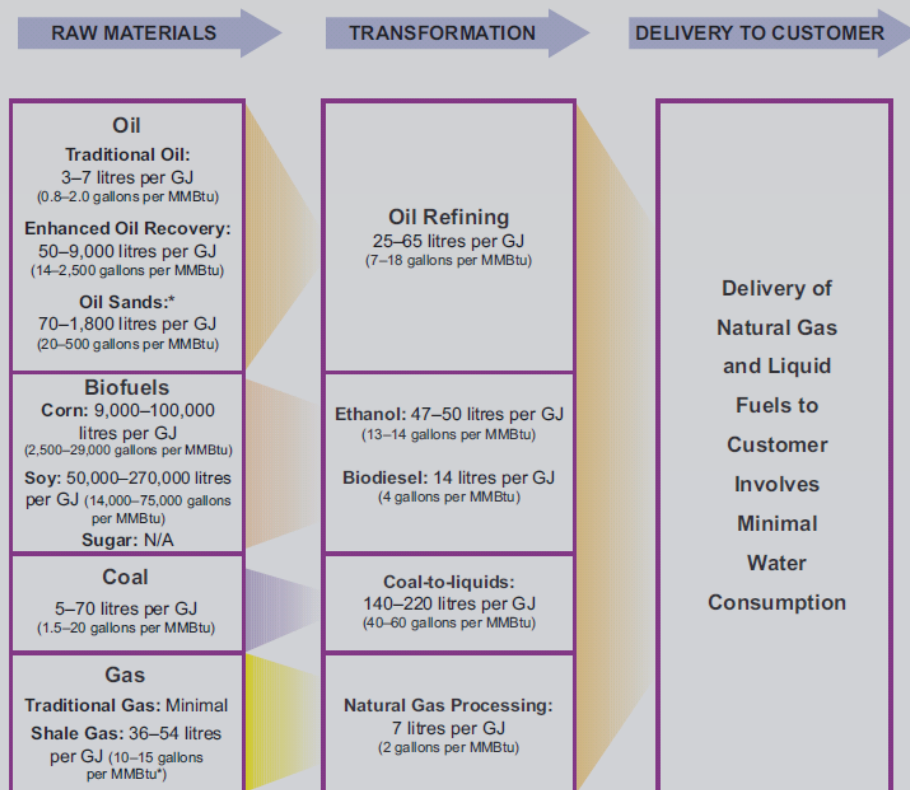 RAW MATERIALS
TRANSFORMATION
DELIVERY TO CUSTOMER
Oil
Traditional Oil:
3–7 litres per GJ
(0.8–2.0 gallons per MMBtu)
Enhanced Oil Recovery:
50–9,000 litres per GJ
(14–2,500 gallons per MMBtu)
Oil Sands:*
70–1,800 litres per GJ
(20–500 gallons per MMBtu)
Biofuels
Corn: 9,000–100,000
litres per GJ
(2,500–29,000 gallons per MMBtu)
Soy: 50,000–270,000 litres
per GJ (14,000–75,000 gallons
per MMBtu)
Sugar: N/A
Coal
5–70 litres per GJ
(1.5–20 gallons per MMBtu)
Gas
Traditional Gas: Minimal
Shale Gas: 36–54 litres
per GJ (10–15 gallons
per MMBtu*)
Oil Refining
25–65 litres per GJ
(7–18 gallons per MMBtu)
Ethanol: 47–50 litres per GJ
(13–14 gallons per MMBtu)
Biodiesel: 14 litres per GJ
(4 gallons per MMBtu)
Coal-to-liquids:
140–220 litres per GJ
(40–60 gallons per MMBtu)
Natural Gas Processing:
7 litres per GJ
(2 gallons per MMBtu)
Delivery of
Natural Gas
and Liquid
Fuels to
Customer
Involves
Minimal
Water
Consumption